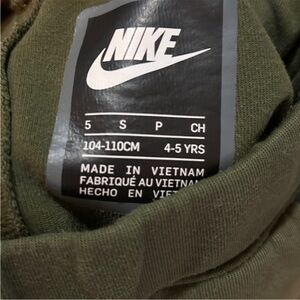 NIKE
5 S P CH
104-110CM 4-5 YRS
MADE IN VIETNAM
FABRIQUÉ AU VIETNAM
HECHO EN